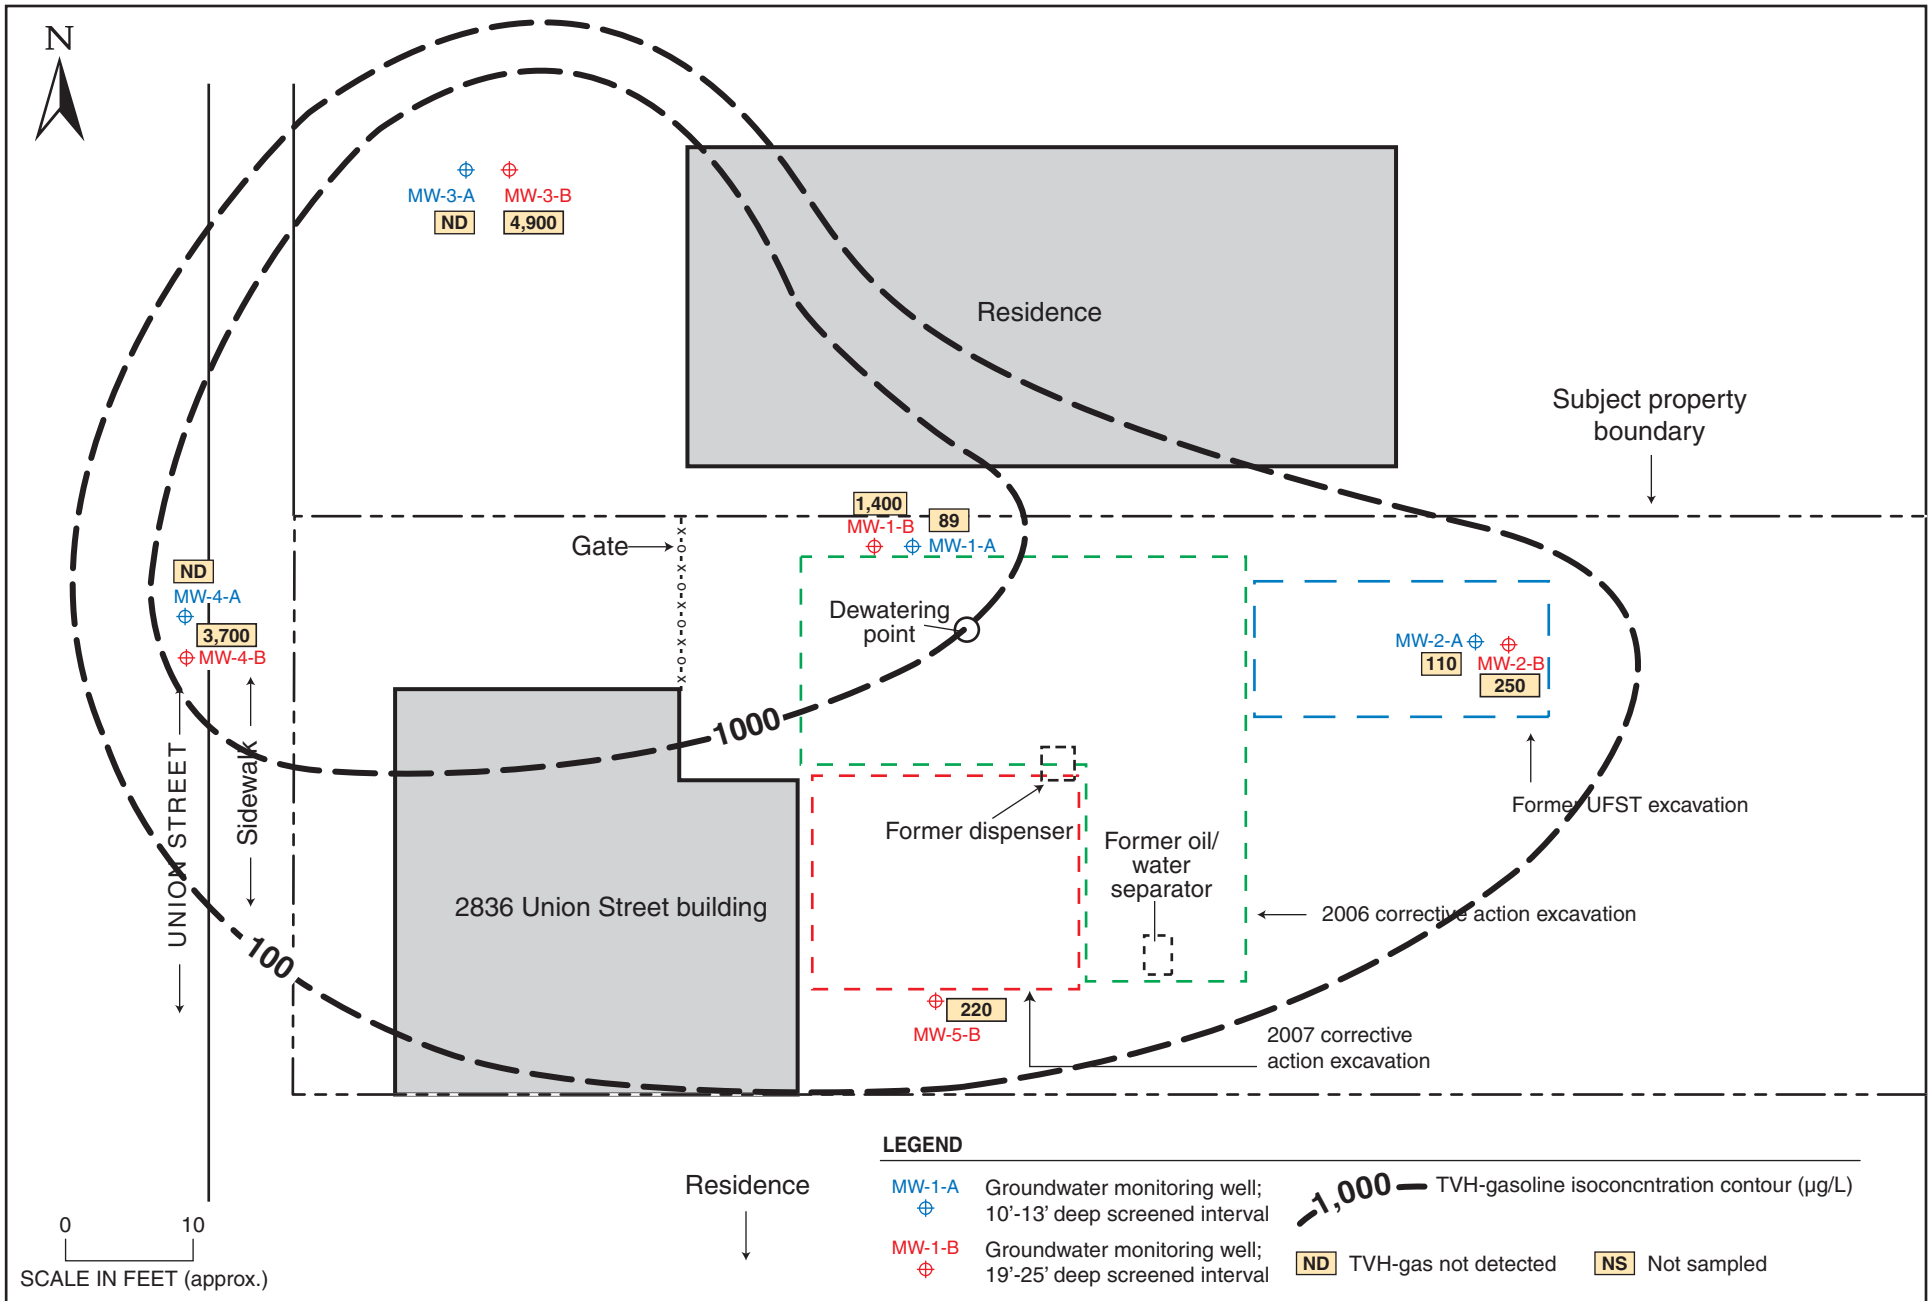 N
MW-3-A MW-3-B
ND 4,900
Residence
Subject property
boundary
1,400
89
MW-1-B
MW-1-A
Gate
x o x o x o x o x o x
ND
MW-4-A
3,700
MW-4-B
Dewatering
point
MW-2-A
110
MW-2-B
250
1000
UNION STREET
Sidewalk
Former UFST excavation
Former dispenser
Former oil/
water
separator
2836 Union Street building
2006 corrective action excavation
100
220
MW-5-B
2007 corrective
action excavation
LEGEND
MW-1-A Groundwater monitoring well;
10’-13’ deep screened interval
MW-1-B Groundwater monitoring well;
19’-25’ deep screened interval
1,000 TVH-gasoline isoconcntration contour (µg/L)
ND TVH-gas not detected
NS Not sampled
Residence
0 10
SCALE IN FEET (approx.)